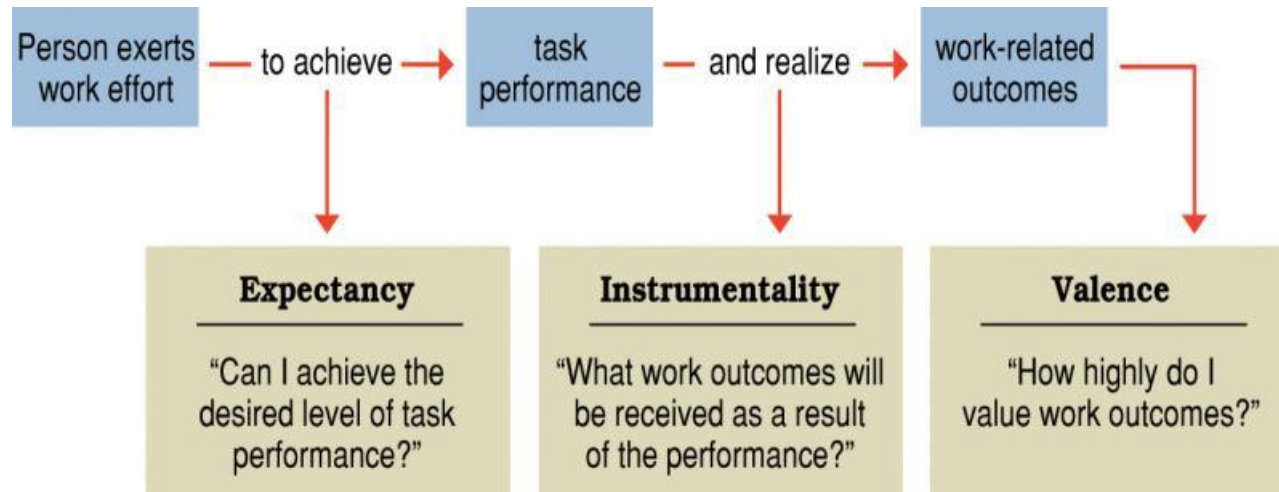 Person exerts
work effort
to achieve
task
performance
and realize
work-related
outcomes
Expectancy
“Can I achieve the
desired level of task
performance?”
Instrumentality
“What work outcomes will
be received as a result
of the performance?”
Valence
“How highly do I
value work outcomes?”